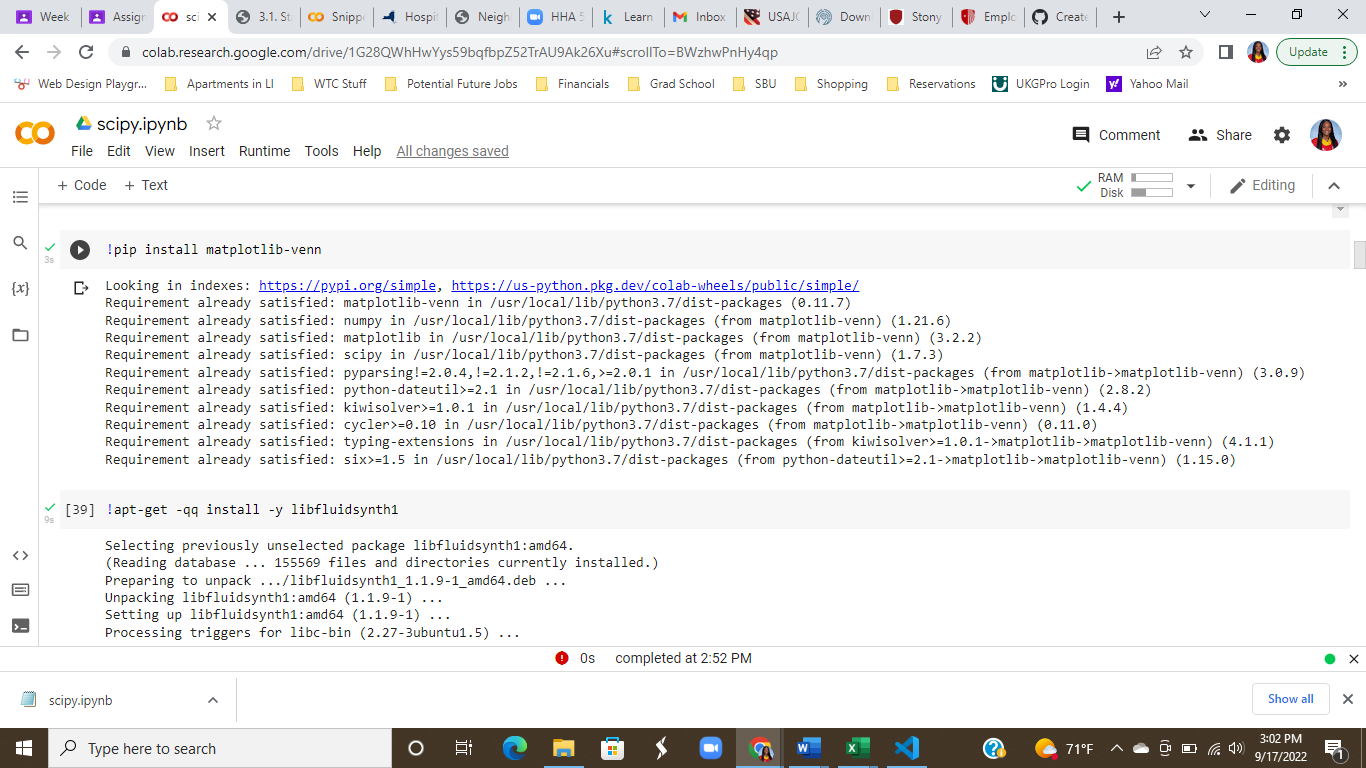 Week
Assign
sci
3.1. St
Snippe
Hospit
Neigh
HHA 5
Learn
Inbox
USAJO
Down
Stony
Emplo
Create
colab.research.google.com/drive/1G28QWhHwYys59bqfbpZ52TrAU9Ak26Xu#scrollTo=BWzhwPnHy4qp
Update
Web Design Playgr...
Apartments in LI
WTC Stuff
Potential Future Jobs
Financials
Grad School
SBU
Shopping
Reservations
UKGPro Login
Yahoo Mail
»
scipy.ipynb
File Edit View Insert Runtime Tools Help All changes saved
Comment
Share
+ Code + Text
RAM
Disk
Editing
3s
!pip install matplotlib-venn
Looking in indexes: https://pypi.org/simple, https://us-python.pkg.dev/colab-wheels/public/simple/
Requirement already satisfied: matplotlib-venn in /usr/local/lib/python3.7/dist-packages (0.11.7)
Requirement already satisfied: numpy in /usr/local/lib/python3.7/dist-packages (from matplotlib-venn) (1.21.6)
Requirement already satisfied: matplotlib in /usr/local/lib/python3.7/dist-packages (from matplotlib-venn) (3.2.2)
Requirement already satisfied: scipy in /usr/local/lib/python3.7/dist-packages (from matplotlib-venn) (1.7.3)
Requirement already satisfied: pyparsing!=2.0.4,!=2.1.2,!=2.1.6,>=2.0.1 in /usr/local/lib/python3.7/dist-packages (from matplotlib->matplotlib-venn) (3.0.9)
Requirement already satisfied: python-dateutil>=2.1 in /usr/local/lib/python3.7/dist-packages (from matplotlib->matplotlib-venn) (2.8.2)
Requirement already satisfied: kiwisolver>=1.0.1 in /usr/local/lib/python3.7/dist-packages (from matplotlib->matplotlib-venn) (1.4.4)
Requirement already satisfied: cycler>=0.10 in /usr/local/lib/python3.7/dist-packages (from matplotlib->matplotlib-venn) (0.11.0)
Requirement already satisfied: typing-extensions in /usr/local/lib/python3.7/dist-packages (from kiwisolver>=1.0.1->matplotlib->matplotlib-venn) (4.1.1)
Requirement already satisfied: six>=1.5 in /usr/local/lib/python3.7/dist-packages (from python-dateutil>=2.1->matplotlib->matplotlib-venn) (1.15.0)
9s
[39] !apt-get -qq install -y libfluidsynth1
Selecting previously unselected package libfluidsynth1:amd64.
(Reading database ... 155569 files and directories currently installed.)
Preparing to unpack .../libfluidsynth1_1.1.9-1_amd64.deb ...
Unpacking libfluidsynth1:amd64 (1.1.9-1) ...
Setting up libfluidsynth1:amd64 (1.1.9-1) ...
Processing triggers for libc-bin (2.27-3ubuntu1.5) ...
0s completed at 2:52 PM
scipy.ipynb
Show all
Type here to search
71°F
3:02 PM
9/17/2022
1